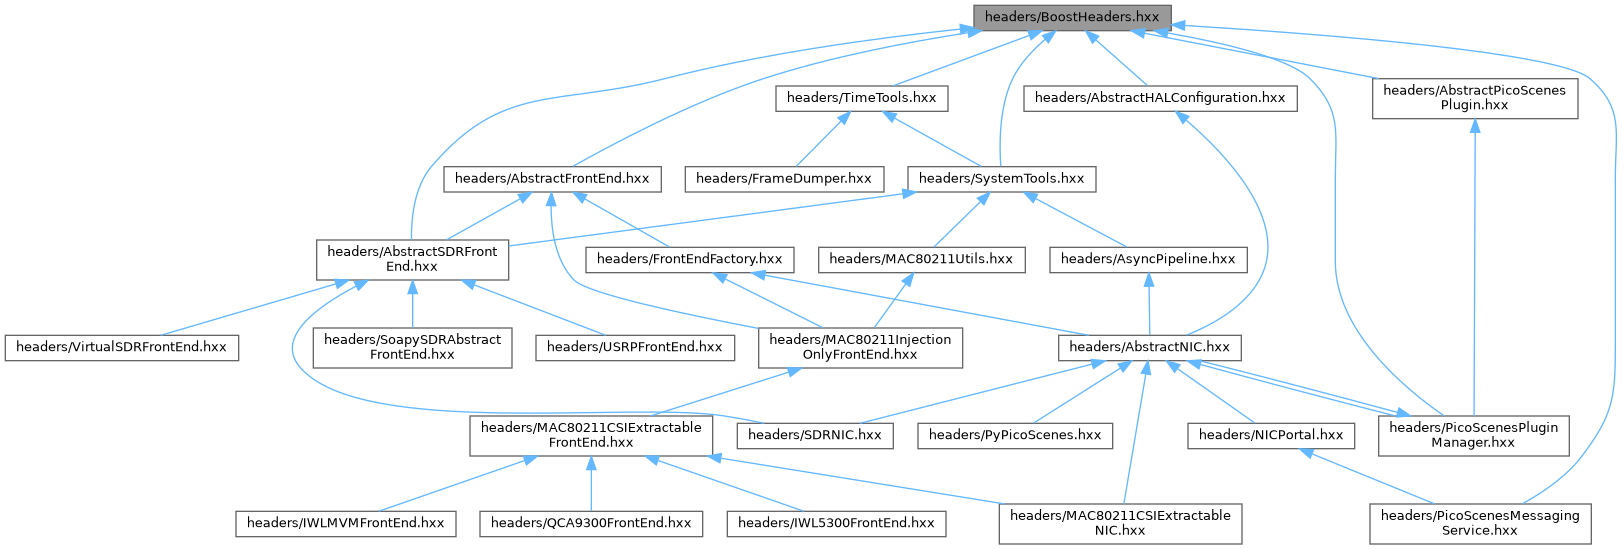 headers/BoostHeaders.hxx
headers/TimeTools.hxx
headers/AbstractHALConfiguration.hxx
headers/AbstractPicoScenes
Plugin.hxx
headers/AbstractFrontEnd.hxx
headers/FrameDumper.hxx
headers/SystemTools.hxx
headers/AbstractSDRFront
End.hxx
headers/FrontEndFactory.hxx
headers/MAC80211Utils.hxx
headers/AsyncPipeline.hxx
headers/VirtualSDRFrontEnd.hxx
headers/SoapySDRAbstract
FrontEnd.hxx
headers/USRPFrontEnd.hxx
headers/MAC80211Injection
OnlyFrontEnd.hxx
headers/AbstractNIC.hxx
headers/MAC80211CSIExtractable
FrontEnd.hxx
headers/SDRNIC.hxx
headers/PyPicoScenes.hxx
headers/NICPortal.hxx
headers/PicoScenesPlugin
Manager.hxx
headers/IWLMVMFrontEnd.hxx
headers/QCA9300FrontEnd.hxx
headers/IWL5300FrontEnd.hxx
headers/MAC80211CSIExtractable
NIC.hxx
headers/PicoScenesMessaging
Service.hxx